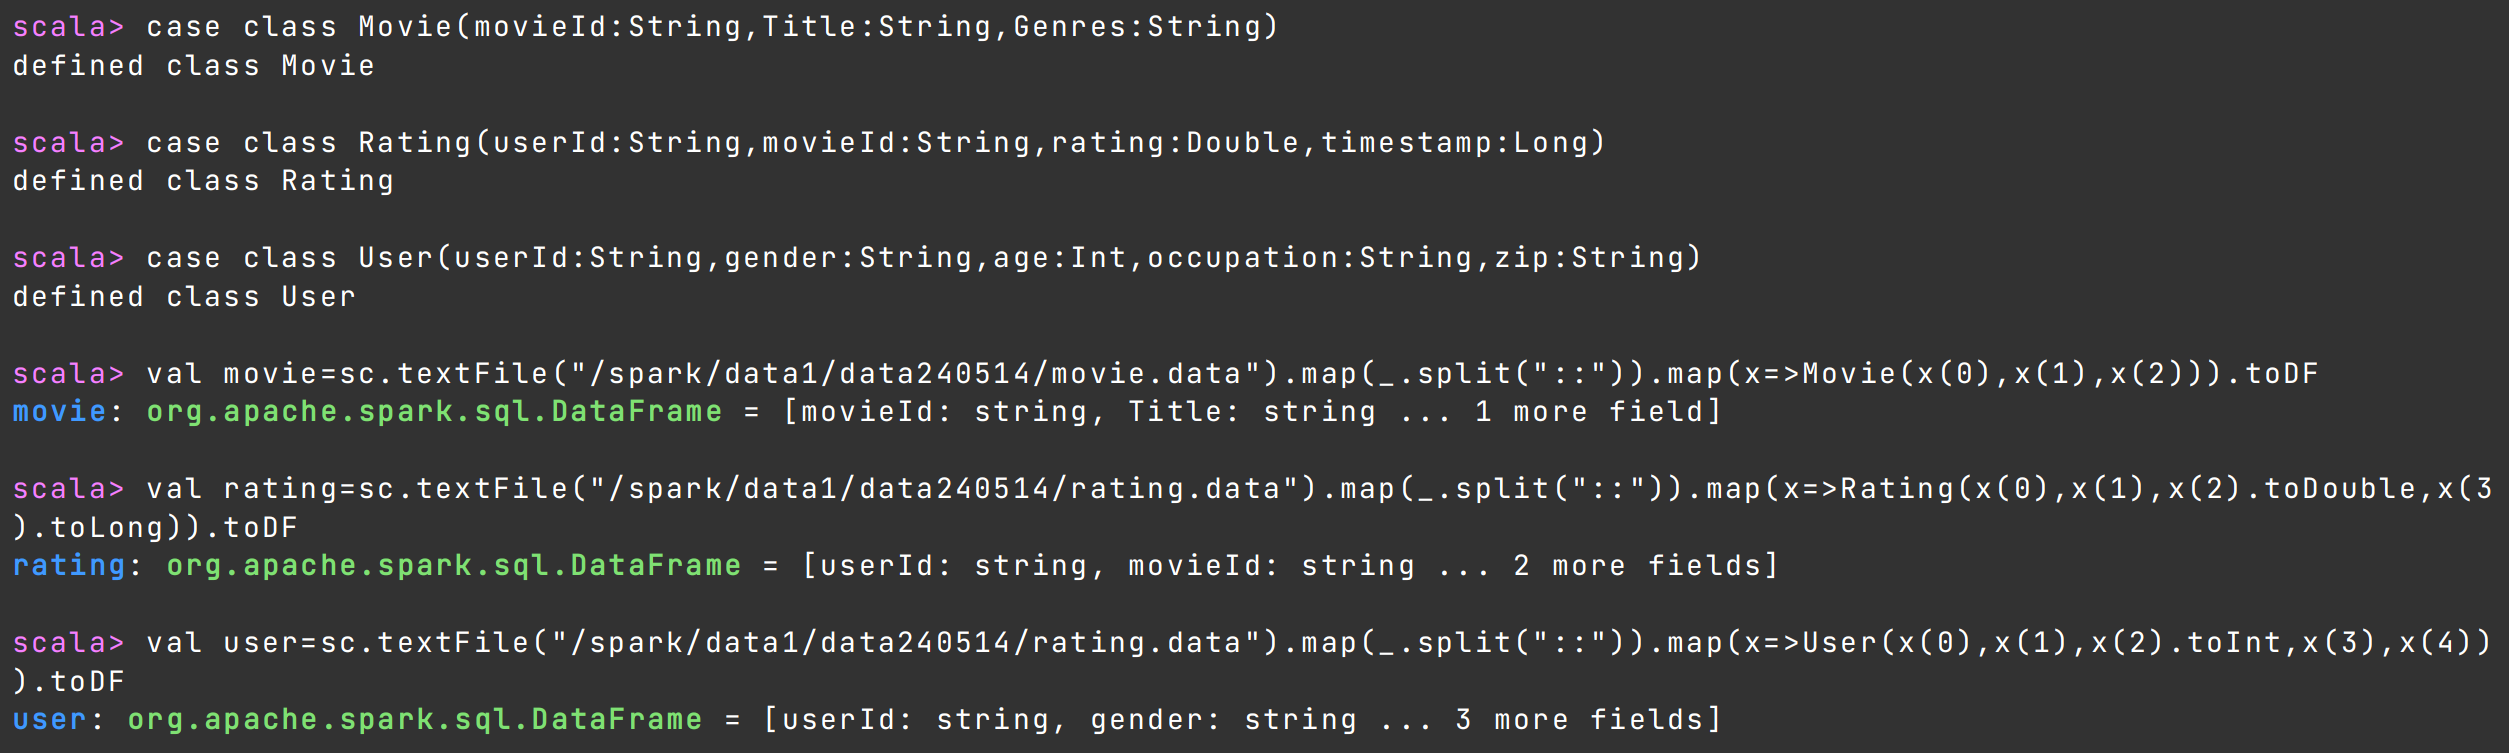 scala> case class Movie(movieId:String,Title:String,Genres:String)
defined class Movie
scala> case class Rating(userId:String,movieId:String,rating:Double,timestamp:Long)
defined class Rating
scala> case class User(userId:String,gender:String,age:Int,occupation:String,zip:String)
defined class User
scala> val movie=sc.textFile("/spark/data1/data240514/movie.data").map(_.split("::")).map(x=>Movie(x(0),x(1),x(2))).toDF
movie: org.apache.spark.sql.DataFrame = [movieId: string, Title: string ... 1 more field]
scala> val rating=sc.textFile("/spark/data1/data240514/rating.data").map(_.split("::")).map(x=>Rating(x(0),x(1),x(2).toDouble,x(3
).toLong)).toDF
rating: org.apache.spark.sql.DataFrame = [userId: string, movieId: string ... 2 more fields]
scala> val user=sc.textFile("/spark/data1/data240514/rating.data").map(_.split("::")).map(x=>User(x(0),x(1),x(2).toInt,x(3),x(4))
).toDF
user: org.apache.spark.sql.DataFrame = [userId: string, gender: string ... 3 more fields]